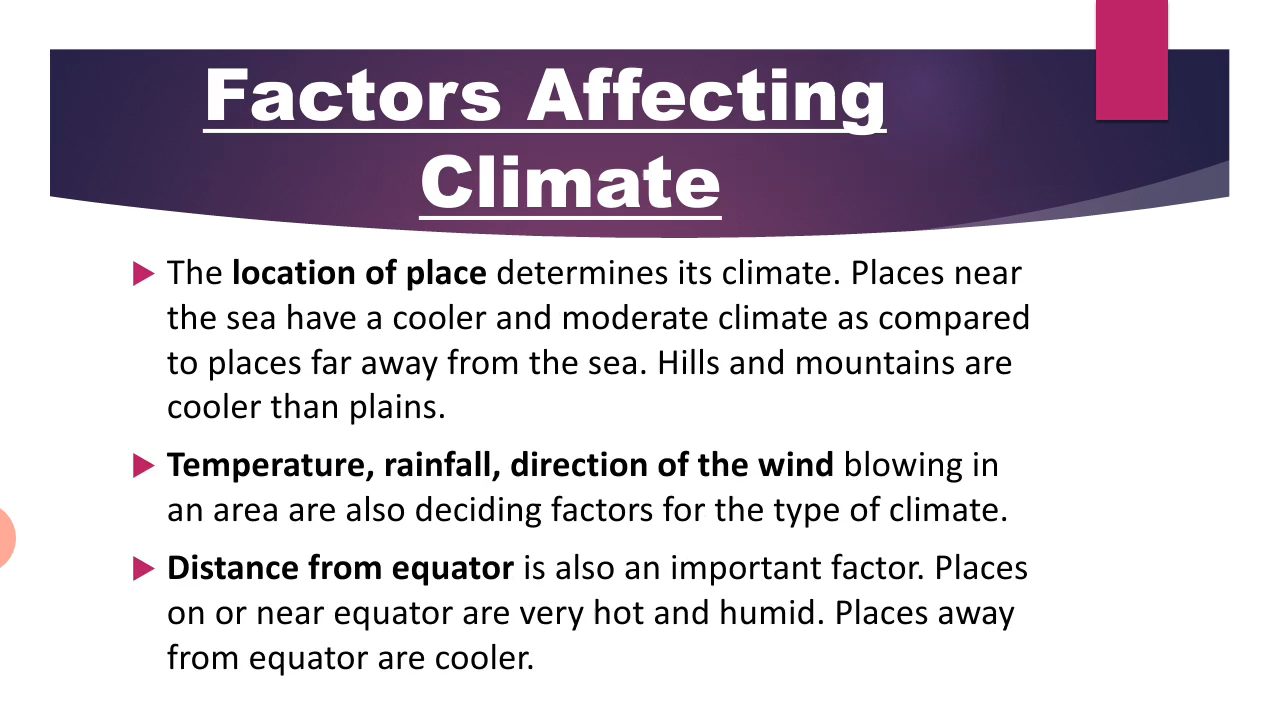 Factors Affecting
Climate
The location of place determines its climate. Places near
the sea have a cooler and moderate climate as compared
to places far away from the sea. Hills and mountains are
cooler than plains.
Temperature, rainfall, direction of the wind blowing in
an area are also deciding factors for the type of climate.
Distance from equator is also an important factor. Places
on or near equator are very hot and humid. Places away
from equator are cooler.